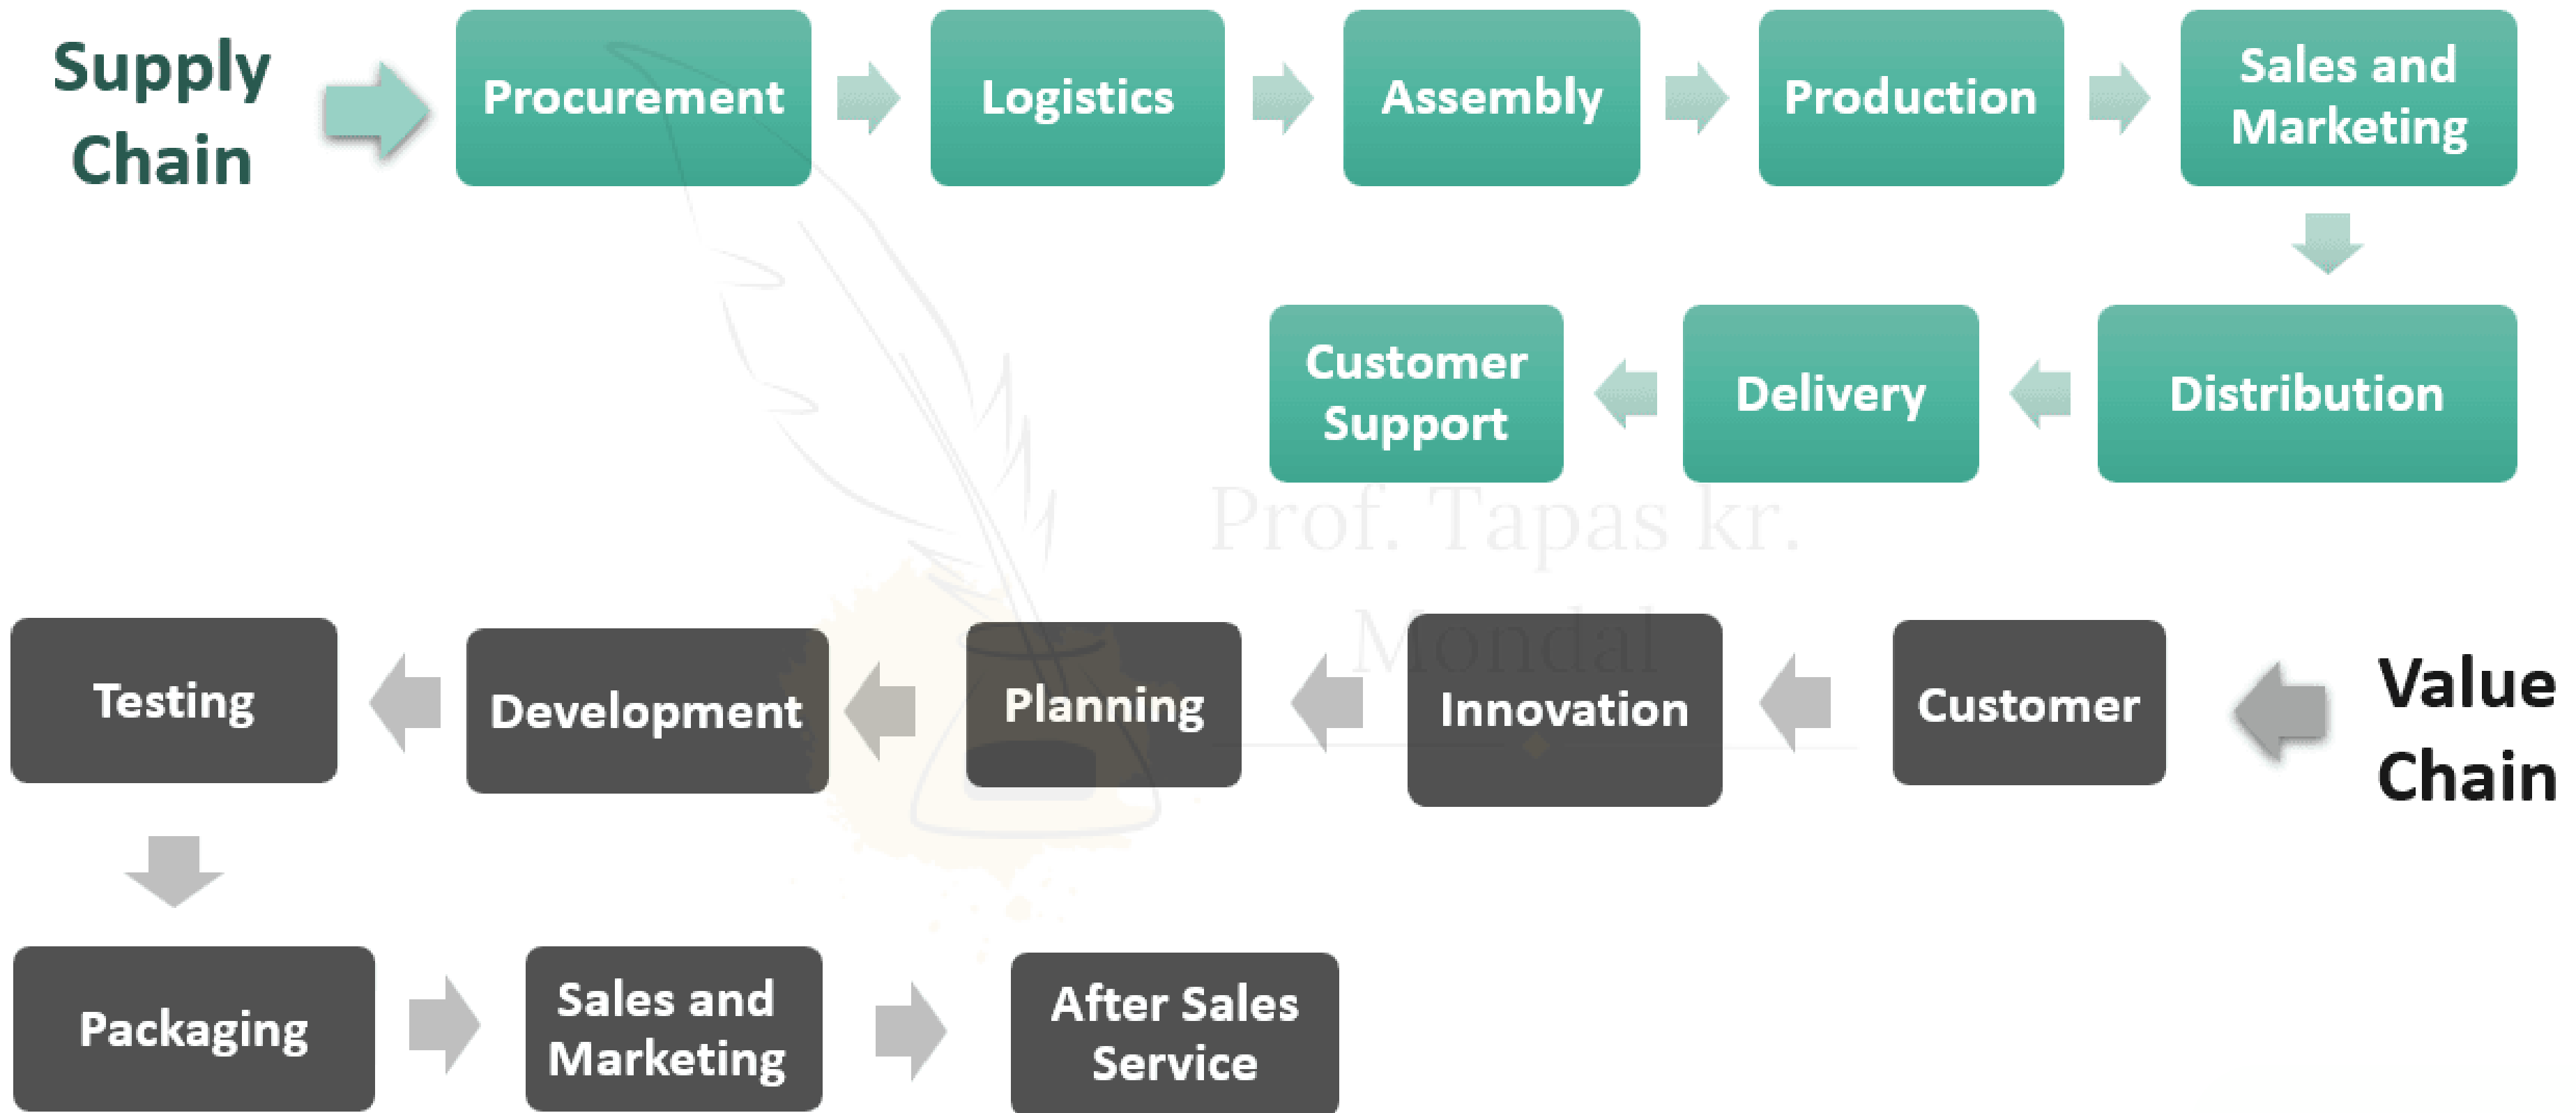 Supply
Chain
Procurement
Logistics
Assembly
Production
Sales and
Marketing
Customer
Support
Delivery
Distribution
Prof. Tapas kr.
Mondal
Testing
Development
Planning
Innovation
Customer
Value
Chain
Packaging
Sales and
Marketing
After Sales
Service